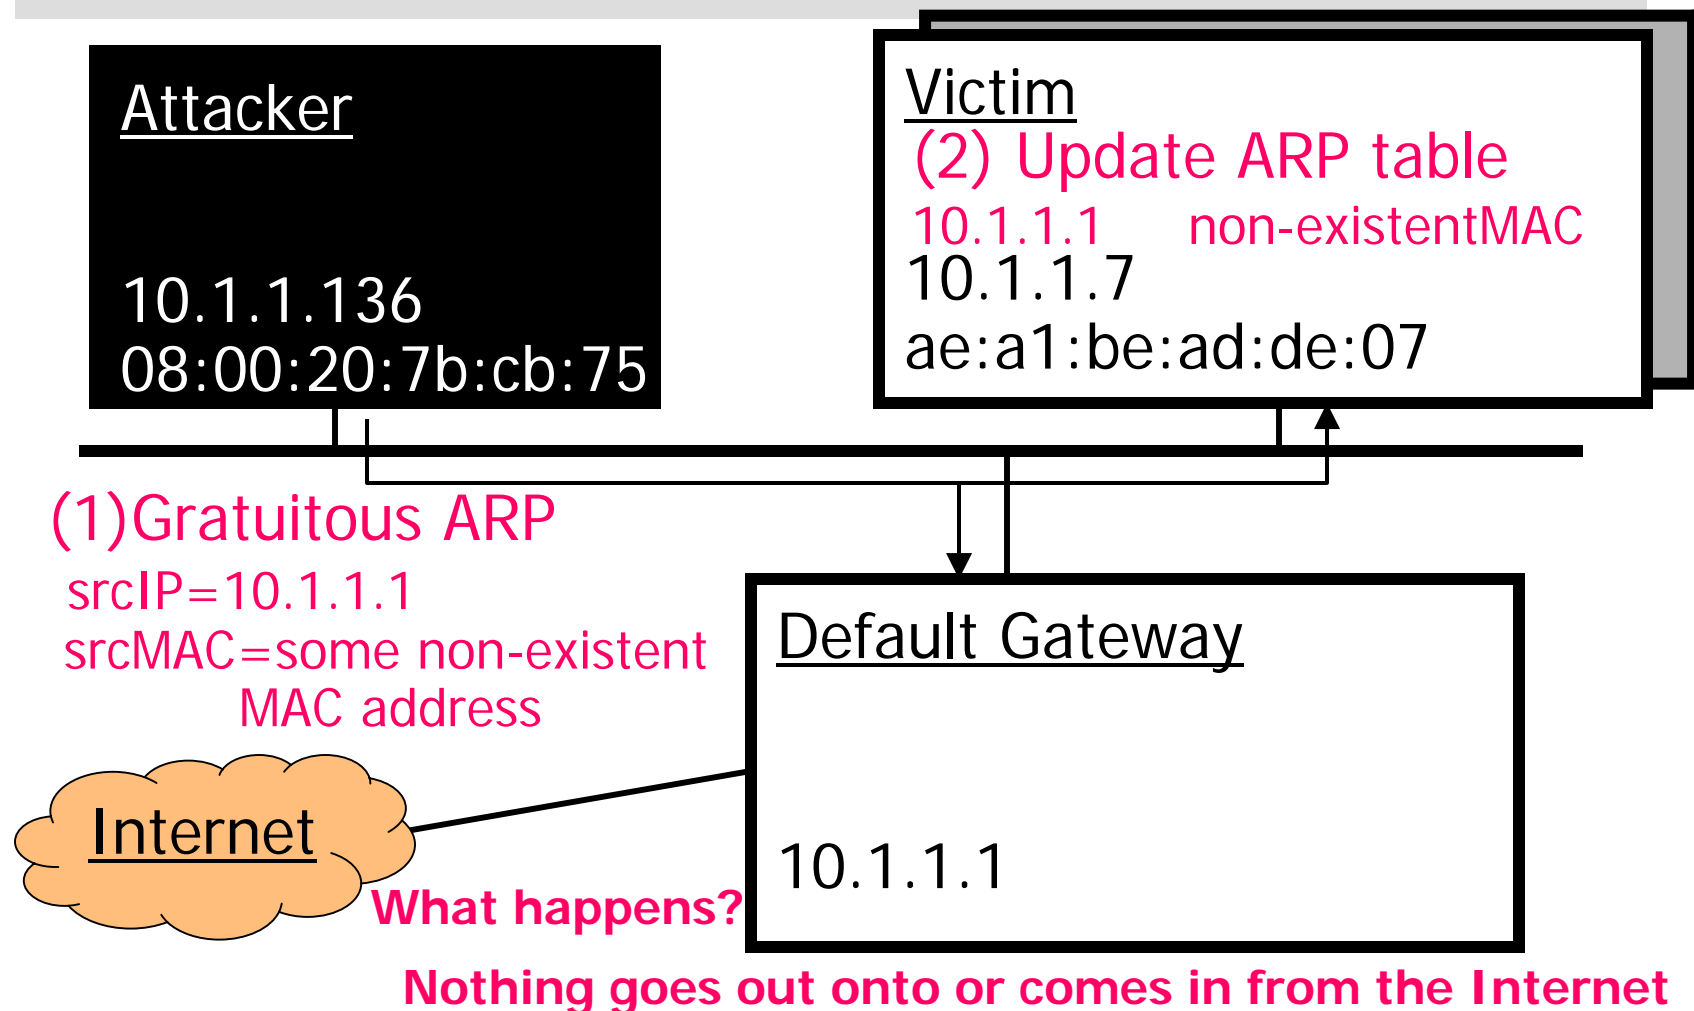 Attacker
10.1.1.136
08:00:20:7b:cb:75
Victim
(2) Update ARP table
10.1.1.1 non-existentMAC
10.1.1.7
ae:a1:be:ad:de:07
(1)Gratuitous ARP
srcIP=10.1.1.1
srcMAC=some non-existent
MAC address
Default Gateway
10.1.1.1
Internet
What happens?
Nothing goes out onto or comes in from the Internet